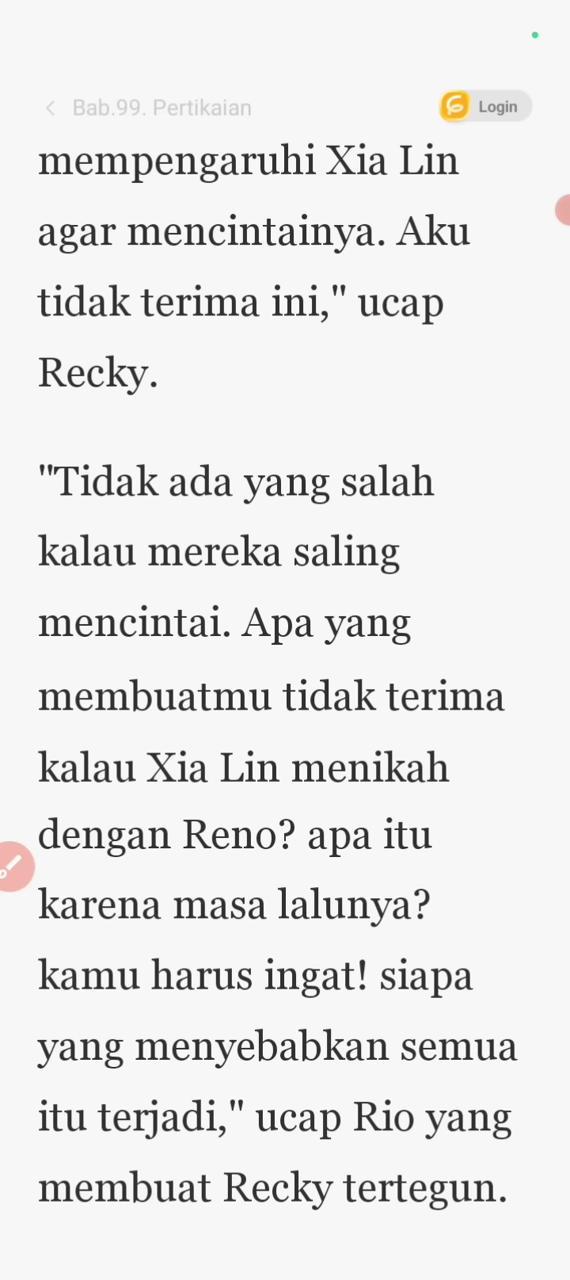 Bab.99. Pertikaian
Login
mempengaruhi Xia Lin
agar mencintainya. Aku
tidak terima ini," ucap
Recky.
"Tidak ada yang salah
kalau mereka saling
mencintai. Apa yang
membuatmu tidak terima
kalau Xia Lin menikah
dengan Reno? apa itu
karena masa lalunya?
kamu harus ingat! siapa
yang menyebabkan semua
itu terjadi," ucap Rio yang
membuat Recky tertegun.